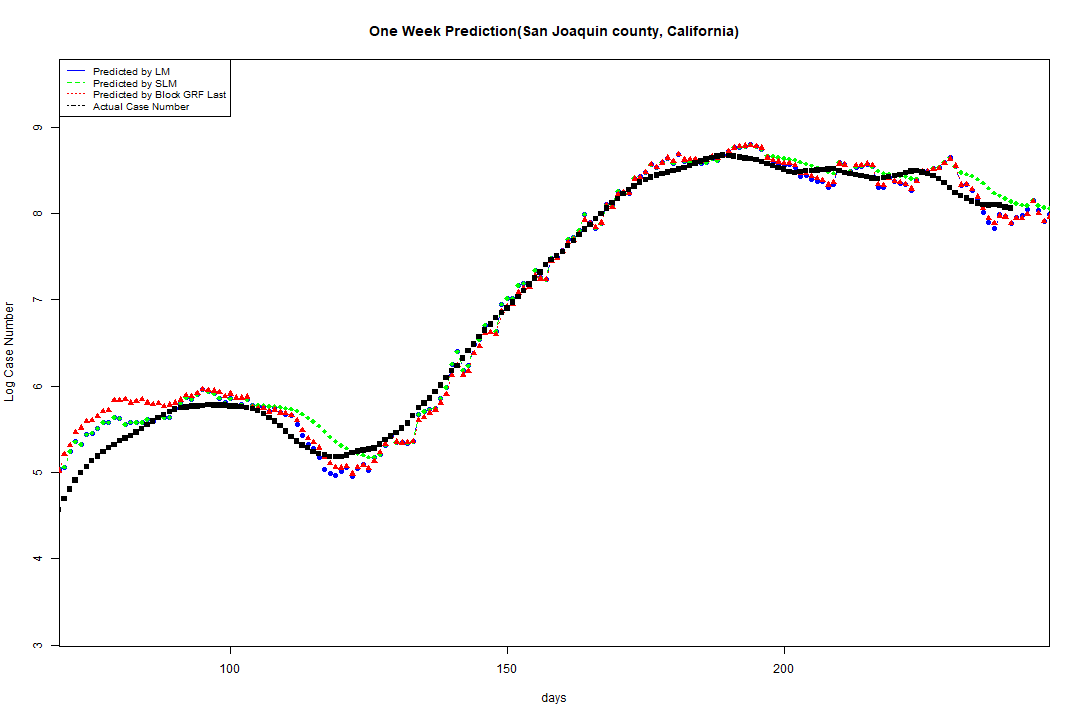 One Week Prediction(San Joaquin county, California)
Predicted by LM
Predicted by SLM
Predicted by Block GRF Last
Actual Case Number
9
8
7
6
5
4
3
Log Case Number
100 150 200
days